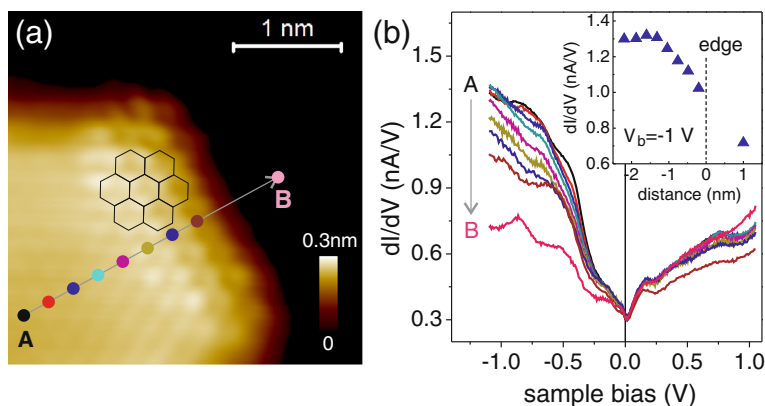 (a)
1 nm
B
A
0.3nm
0
(b)
dI/dV (nA/V)
1.5
1.2
0.9
0.6
0.3
A
B
-1.0 -0.5 0.0 0.5 1.0
sample bias (V)
dI/dV (nA/V)
1.4
1.2
1.0
0.8
0.6
edge
V_b=-1 V
-2 -1 0 1
distance (nm)